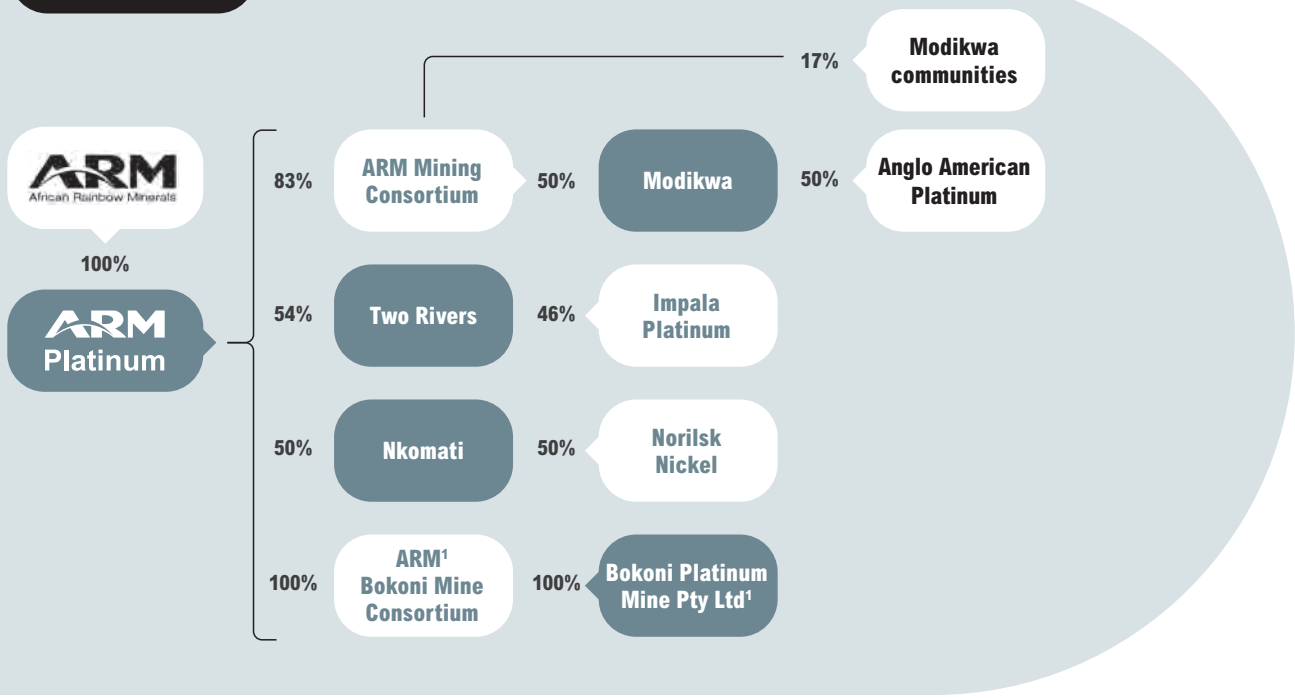 17%
Modikwa
communities
ARM
African Rainbow Minerals
100%
ARM
Platinum
83%
ARM Mining
Consortium
50%
Modikwa
50%
Anglo American
Platinum
54%
Two Rivers
46%
Impala
Platinum
50%
Nkomati
50%
Norilsk
Nickel
100%
ARM¹
Bokoni Mine
Consortium
100%
Bokoni Platinum
Mine Pty Ltd¹